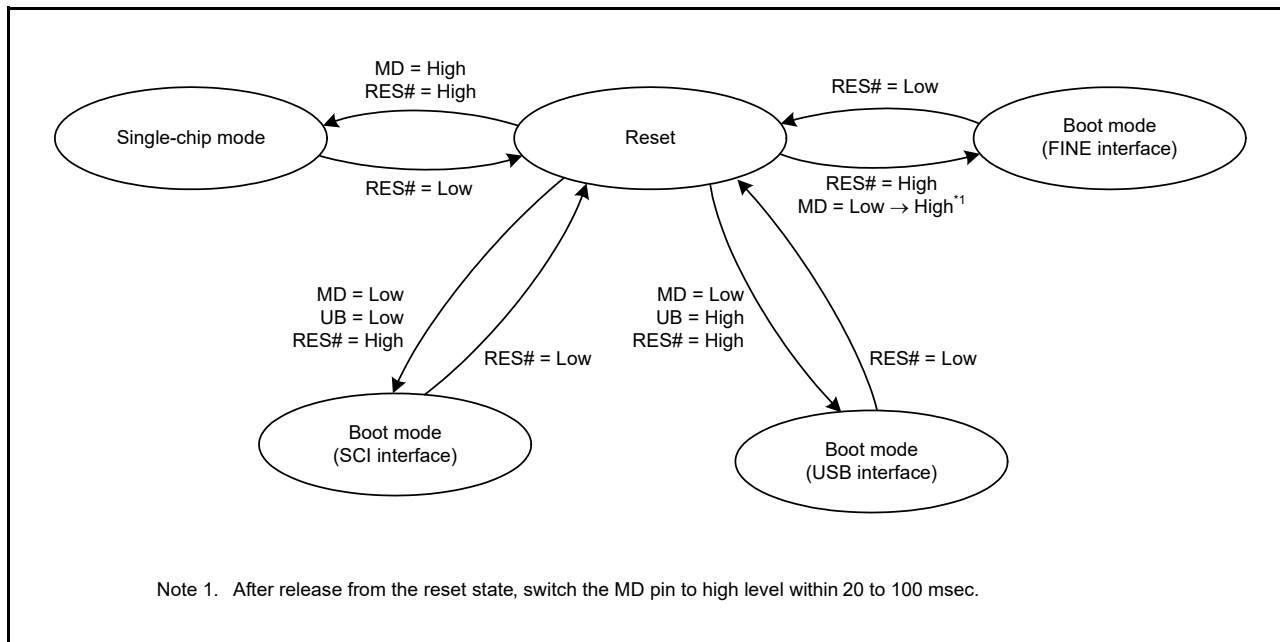 MD = High
RES# = High
RES# = Low
Single-chip mode
Reset
Boot mode
(FINE interface)
RES# = Low
RES# = High
MD = Low → High*1
MD = Low
UB = Low
RES# = High
RES# = Low
MD = Low
UB = High
RES# = High
RES# = Low
Boot mode
(SCI interface)
Boot mode
(USB interface)
Note 1. After release from the reset state, switch the MD pin to high level within 20 to 100 msec.